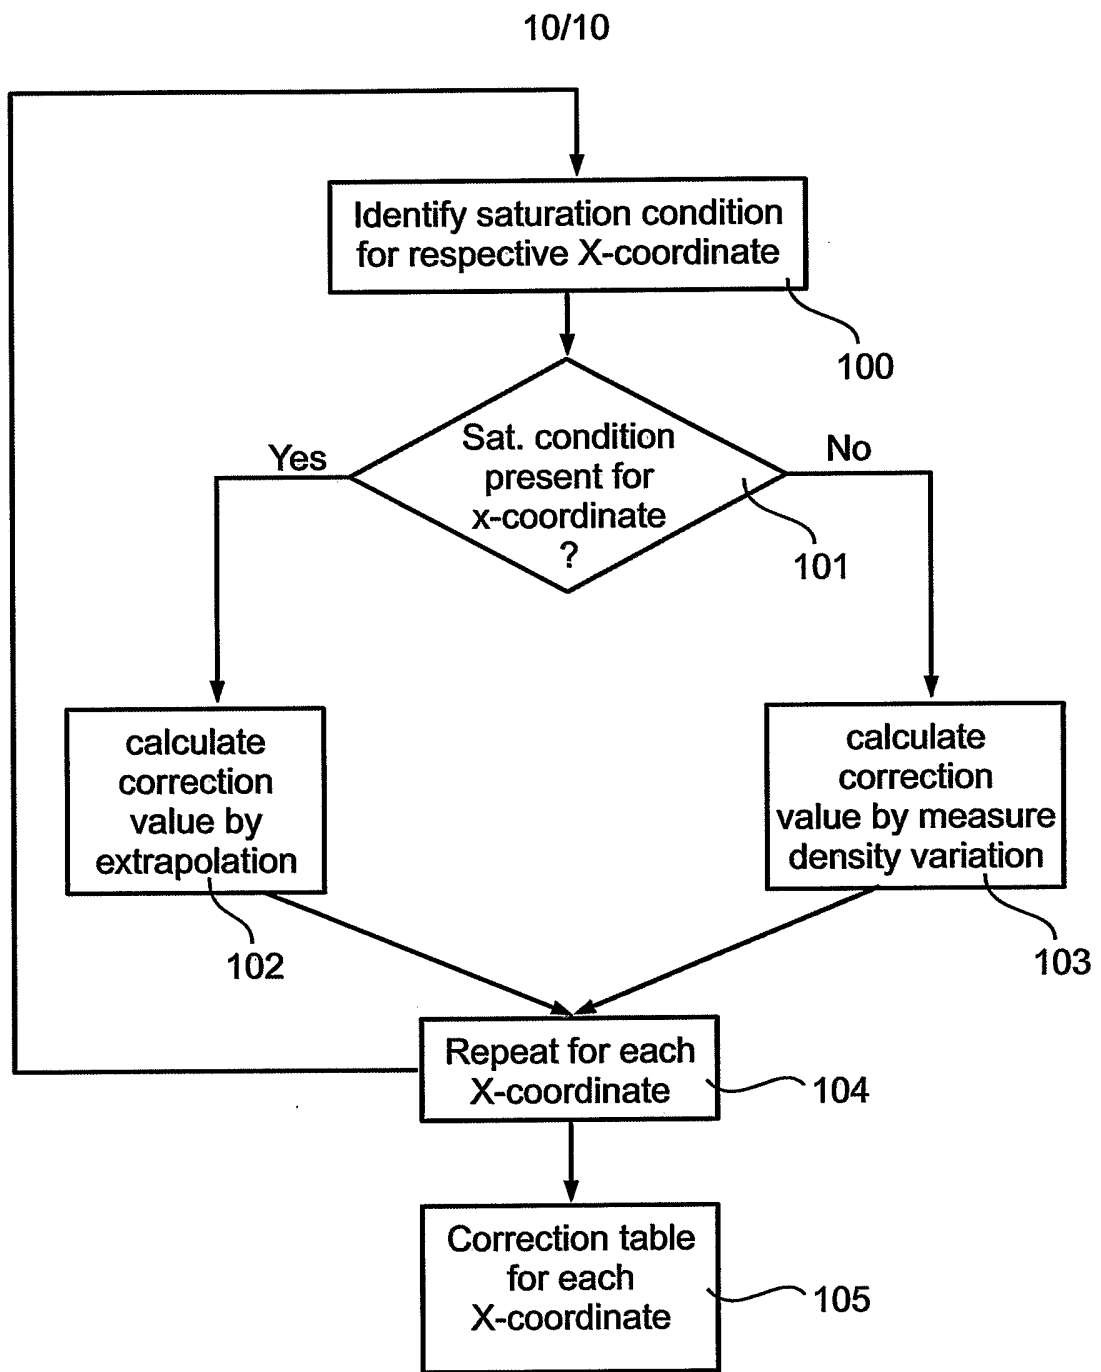 10/10
Identify saturation condition
for respective X-coordinate
100
Sat. condition
present for
x-coordinate
?
Yes
No
101
calculate
correction
value by
extrapolation
102
calculate
correction
value by measure
density variation
103
Repeat for each
X-coordinate
104
Correction table
for each
X-coordinate
105